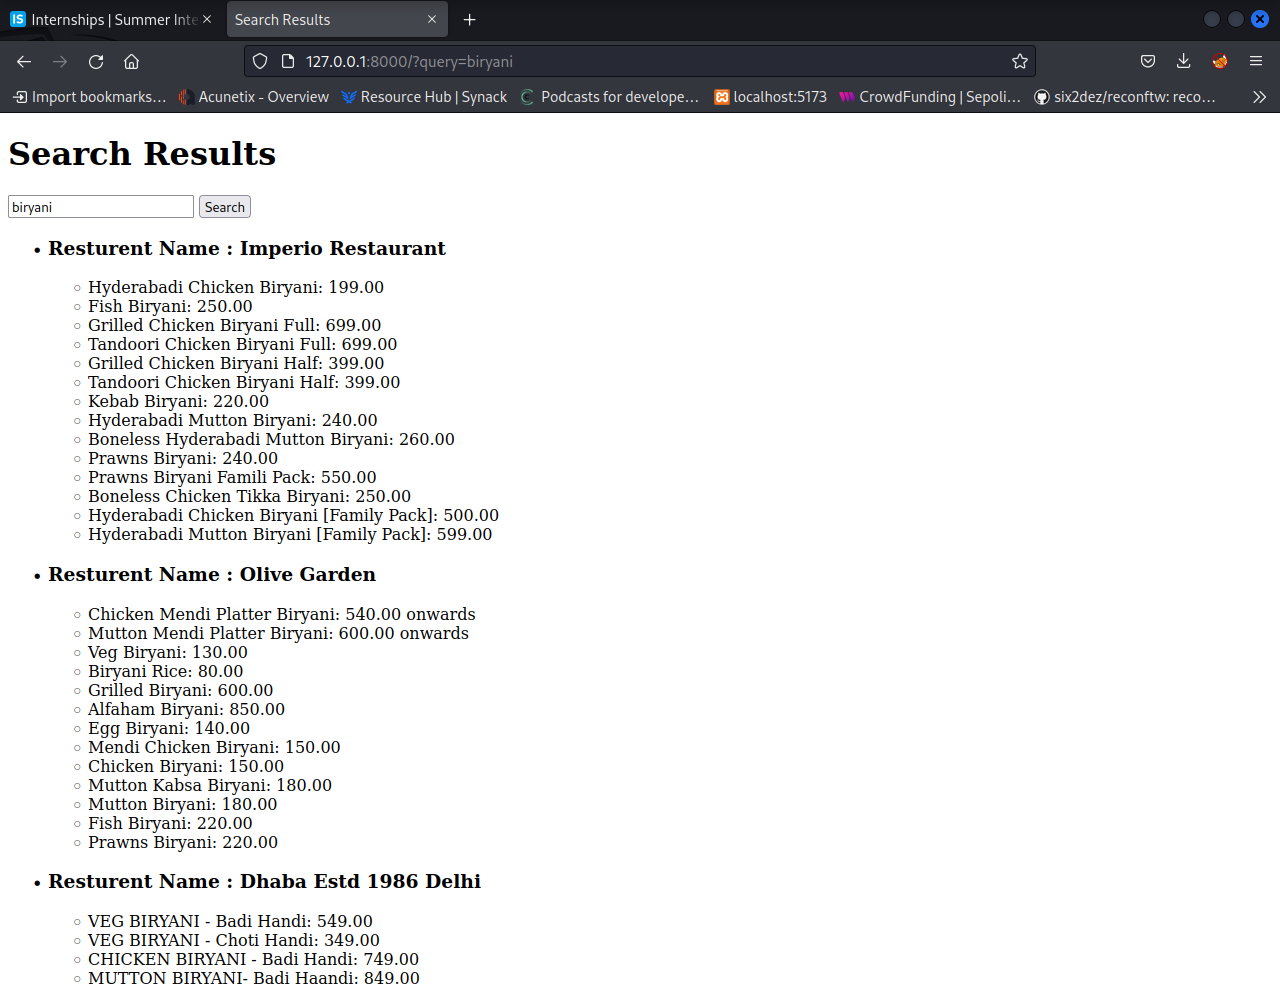 Internships | Summer Inte
Search Results
127.0.0.1:8000/?query=biryani
Import bookmarks…
Acunetix - Overview
Resource Hub | Synack
Podcasts for develope…
localhost:5173
CrowdFunding | Sepoli…
six2dez/reconftw: reco…
Search Results
biryani
Search
Resturent Name : Imperio Restaurant
Hyderabadi Chicken Biryani: 199.00
Fish Biryani: 250.00
Grilled Chicken Biryani Full: 699.00
Tandoori Chicken Biryani Full: 699.00
Grilled Chicken Biryani Half: 399.00
Tandoori Chicken Biryani Half: 399.00
Kebab Biryani: 220.00
Hyderabadi Mutton Biryani: 240.00
Boneless Hyderabadi Mutton Biryani: 260.00
Prawns Biryani: 240.00
Prawns Biryani Famili Pack: 550.00
Boneless Chicken Tikka Biryani: 250.00
Hyderabadi Chicken Biryani [Family Pack]: 500.00
Hyderabadi Mutton Biryani [Family Pack]: 599.00
Resturent Name : Olive Garden
Chicken Mendi Platter Biryani: 540.00 onwards
Mutton Mendi Platter Biryani: 600.00 onwards
Veg Biryani: 130.00
Biryani Rice: 80.00
Grilled Biryani: 600.00
Alfaham Biryani: 850.00
Egg Biryani: 140.00
Mendi Chicken Biryani: 150.00
Chicken Biryani: 150.00
Mutton Kabsa Biryani: 180.00
Mutton Biryani: 180.00
Fish Biryani: 220.00
Prawns Biryani: 220.00
Resturent Name : Dhaba Estd 1986 Delhi
VEG BIRYANI - Badi Handi: 549.00
VEG BIRYANI - Choti Handi: 349.00
CHICKEN BIRYANI - Badi Handi: 749.00
MUTTON BIRYANI- Badi Haandi: 849.00